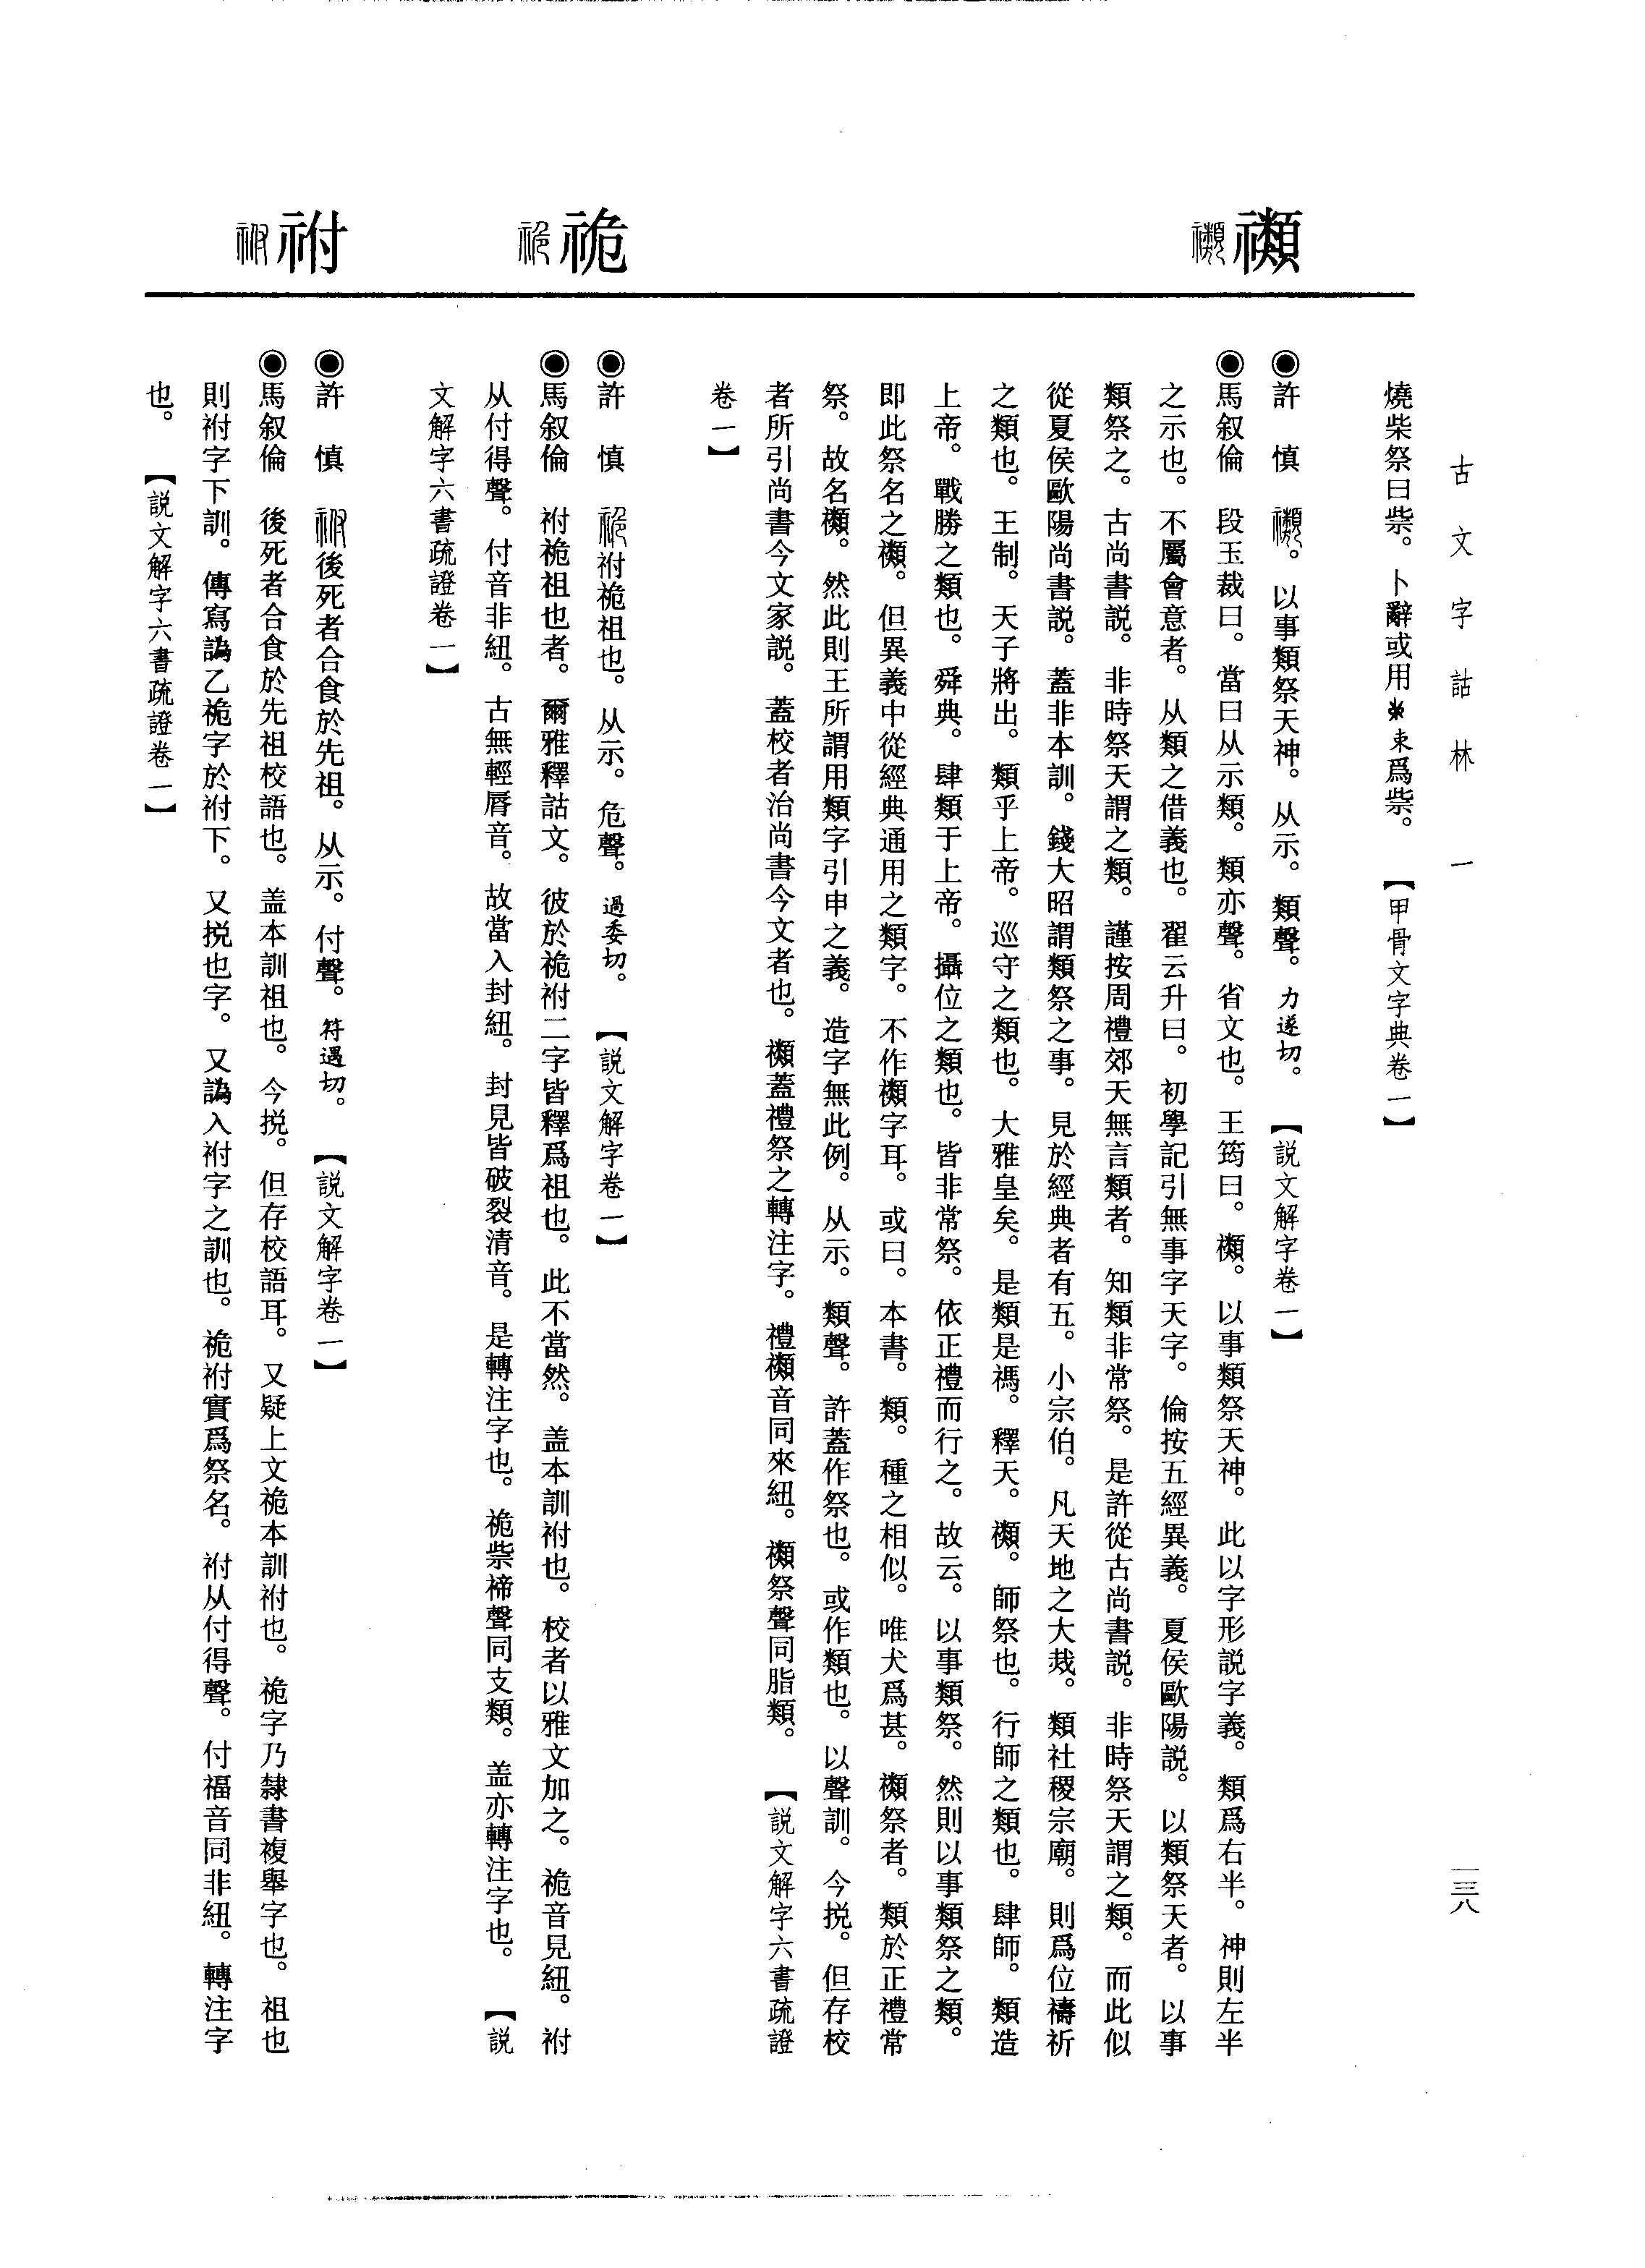 古文字詁林 一
一三八
禷
祪
祔
燒柴祭曰祡。卜辭或用束爲祡。 【甲骨文字典卷一】
◉許 慎 禷。以事類祭天神。从示。類聲。力遂切。 【説文解字卷一】
◉馬叙倫 段玉裁曰。當曰从示類。類亦聲。省文也。王筠曰。禷。以事類祭天神。此以字形説字義。類爲右半。神則左半
之示也。不屬會意者。从類之借義也。翟云升曰。初學記引無事字天字。倫按五經異義。夏侯歐陽説。以類祭天者。以事
類祭之。古尚書説。非時祭天謂之類。謹按周禮郊天無言類者。知類非常祭。是許從古尚書説。非時祭天謂之類。而此似
從夏侯歐陽尚書説。蓋非本訓。錢大昭謂類祭之事。見於經典者有五。小宗伯。凡天地之大烖。類社稷宗廟。則爲位禱祈
之類也。王制。天子將出。類乎上帝。巡守之類也。大雅皇矣。是類是禡。釋天。禷。師祭也。行師之類也。肆師。類造
上帝。戰勝之類也。舜典。肆類于上帝。攝位之類也。皆非常祭。依正禮而行之。故云。以事類祭。然則以事類祭之類。
即此祭名之禷。但異義中從經典通用之類字。不作禷字耳。或曰。本書。類。種之相似。唯犬爲甚。禷祭者。類於正禮常
祭。故名禷。然此則王所謂用類字引申之義。造字無此例。从示。類聲。許蓋作祭也。或作類也。以聲訓。今挩。但存校
者所引尚書今文家説。蓋校者治尚書今文者也。禷蓋禮祭之轉注字。禮禷音同來紐。禷祭聲同脂類。 【説文解字六書疏證
卷一】
◉許 慎 祔祪祖也。从示。危聲。過委切。 【説文解字卷一】
◉馬叙倫 祔祪祖也者。爾雅釋詁文。彼於祪祔二字皆釋爲祖也。此不當然。盖本訓祔也。校者以雅文加之。祪音見紐。祔
从付得聲。付音非紐。古無輕脣音。故當入封紐。封見皆破裂清音。是轉注字也。祪祡禘聲同支類。盖亦轉注字也。 【説
文解字六書疏證卷一】
◉許 慎 後死者合食於先祖。从示。付聲。符遇切。 【説文解字卷一】
◉馬叙倫 後死者合食於先祖校語也。盖本訓祖也。今挩。但存校語耳。又疑上文祪本訓祔也。祪字乃隸書複舉字也。祖也
則祔字下訓。傳寫譌乙祪字於祔下。又挩也字。又譌入祔字之訓也。祪祔實爲祭名。祔从付得聲。付福音同非紐。轉注字
也。 【説文解字六書疏證卷一】